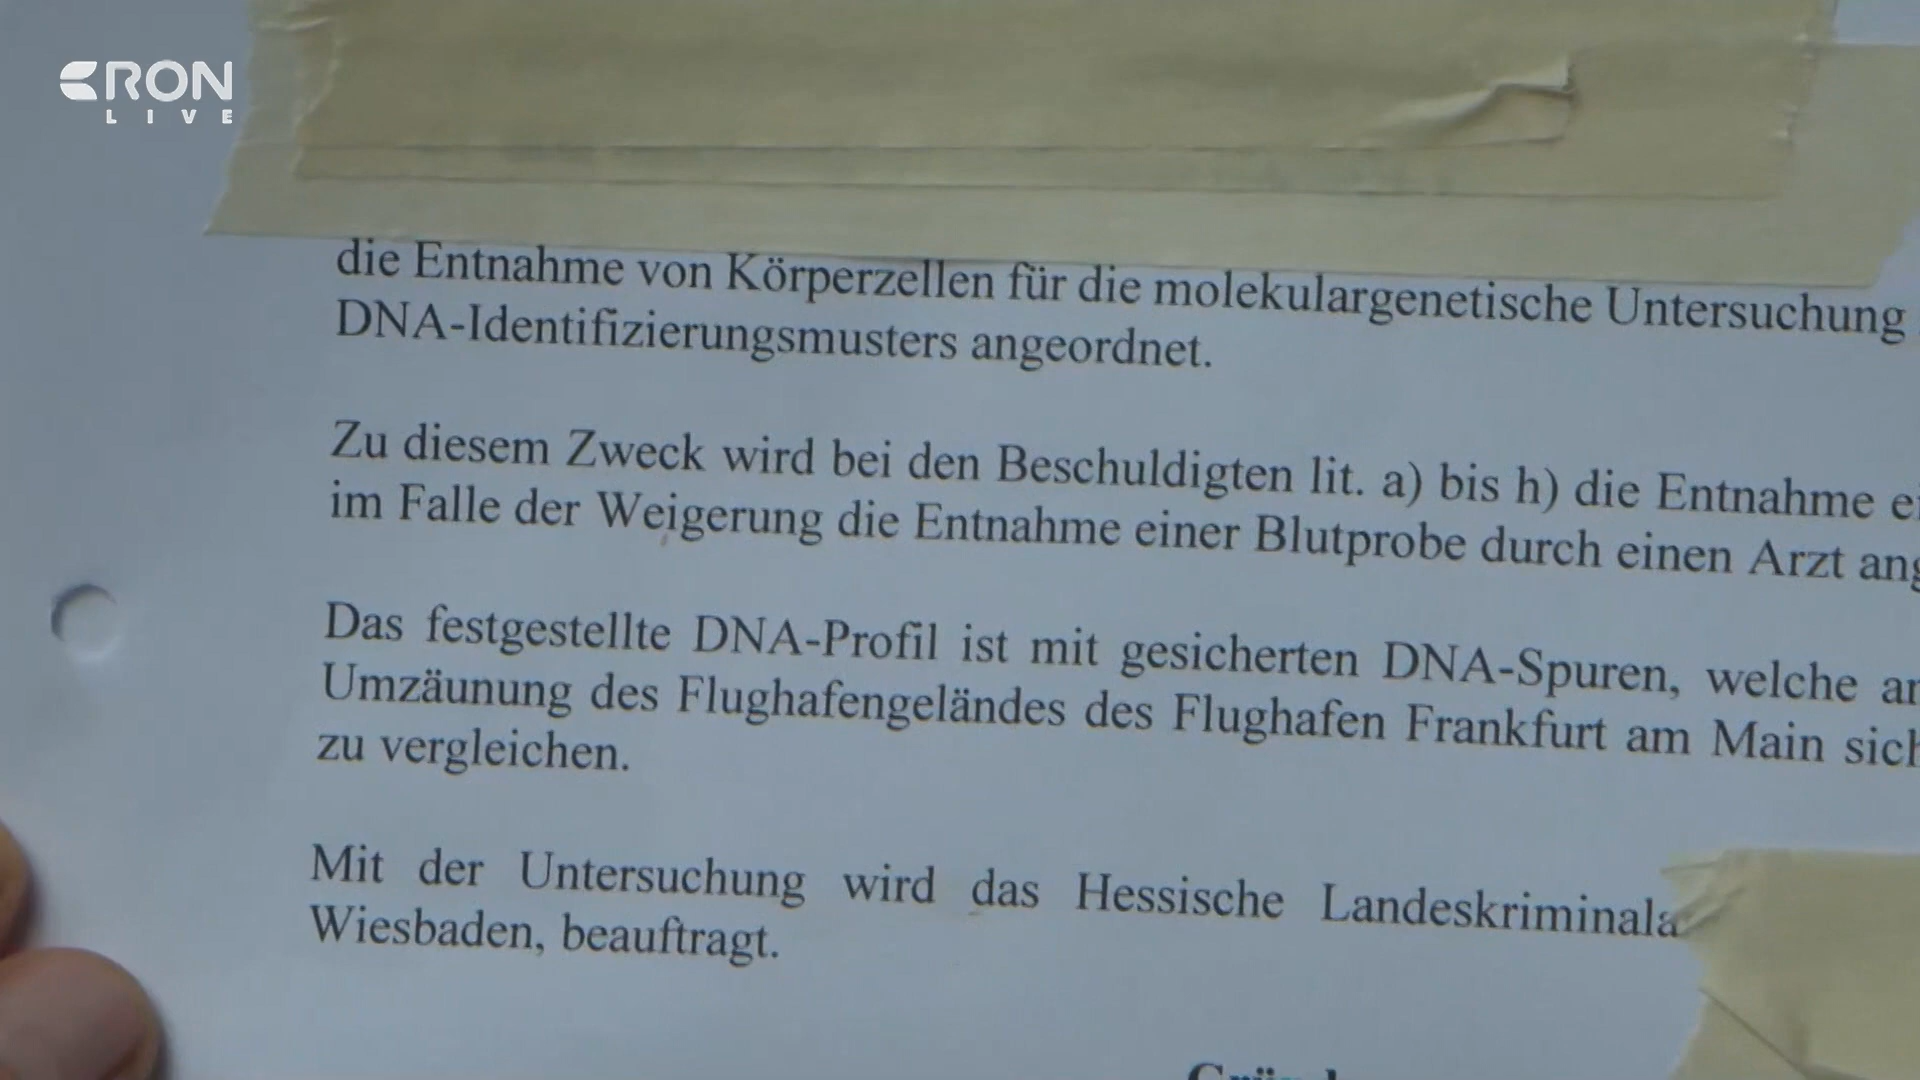 RON
LIVE
die Entnahme von Körperzellen für die molekulargenetische Untersuchung
DNA-Identifizierungsmusters angeordnet.
Zu diesem Zweck wird bei den Beschuldigten lit. a) bis h) die Entnahme
im Falle der Weigerung die Entnahme einer Blutprobe durch einen Arzt
Das festgestellte DNA-Profil ist mit gesicherten DNA-Spuren, welche
Umzäunung des Flughafengeländes des Flughafen Frankfurt am Main
zu vergleichen.
Mit der Untersuchung wird das Hessische
Wiesbaden, beauftragt.